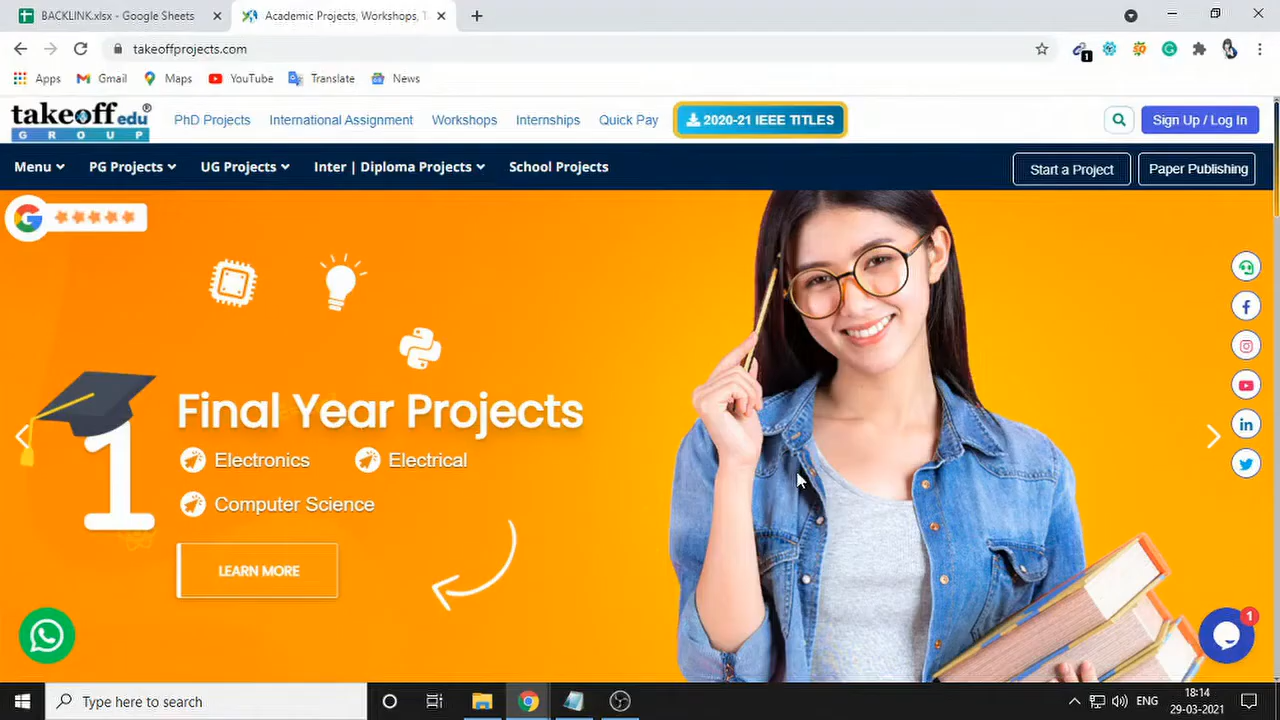 BACKLINK.xlsx - Google Sheets
Academic Projects, Workshops, T
takeoffprojects.com
1
Apps Gmail Maps YouTube Translate News
takeoff edu®
GROUP
PhD Projects International Assignment Workshops Internships Quick Pay 2020-21 IEEE TITLES Sign Up / Log In
Menu PG Projects UG Projects Inter | Diploma Projects School Projects Start a Project Paper Publishing
G
1
Final Year Projects
Electronics Electrical
Computer Science
LEARN MORE
1
Type here to search
ENG
18:14
29-03-2021